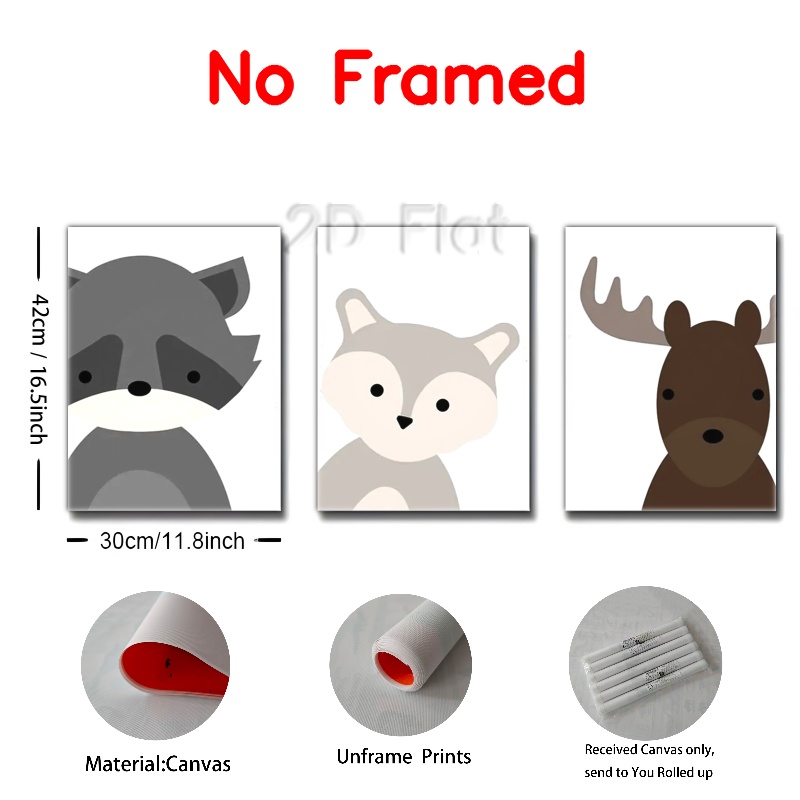 No Framed
2D Flat
42cm / 16.5inch
30cm/11.8inch
Material:Canvas
Unframe Prints
Received Canvas only,
send to You Rolled up